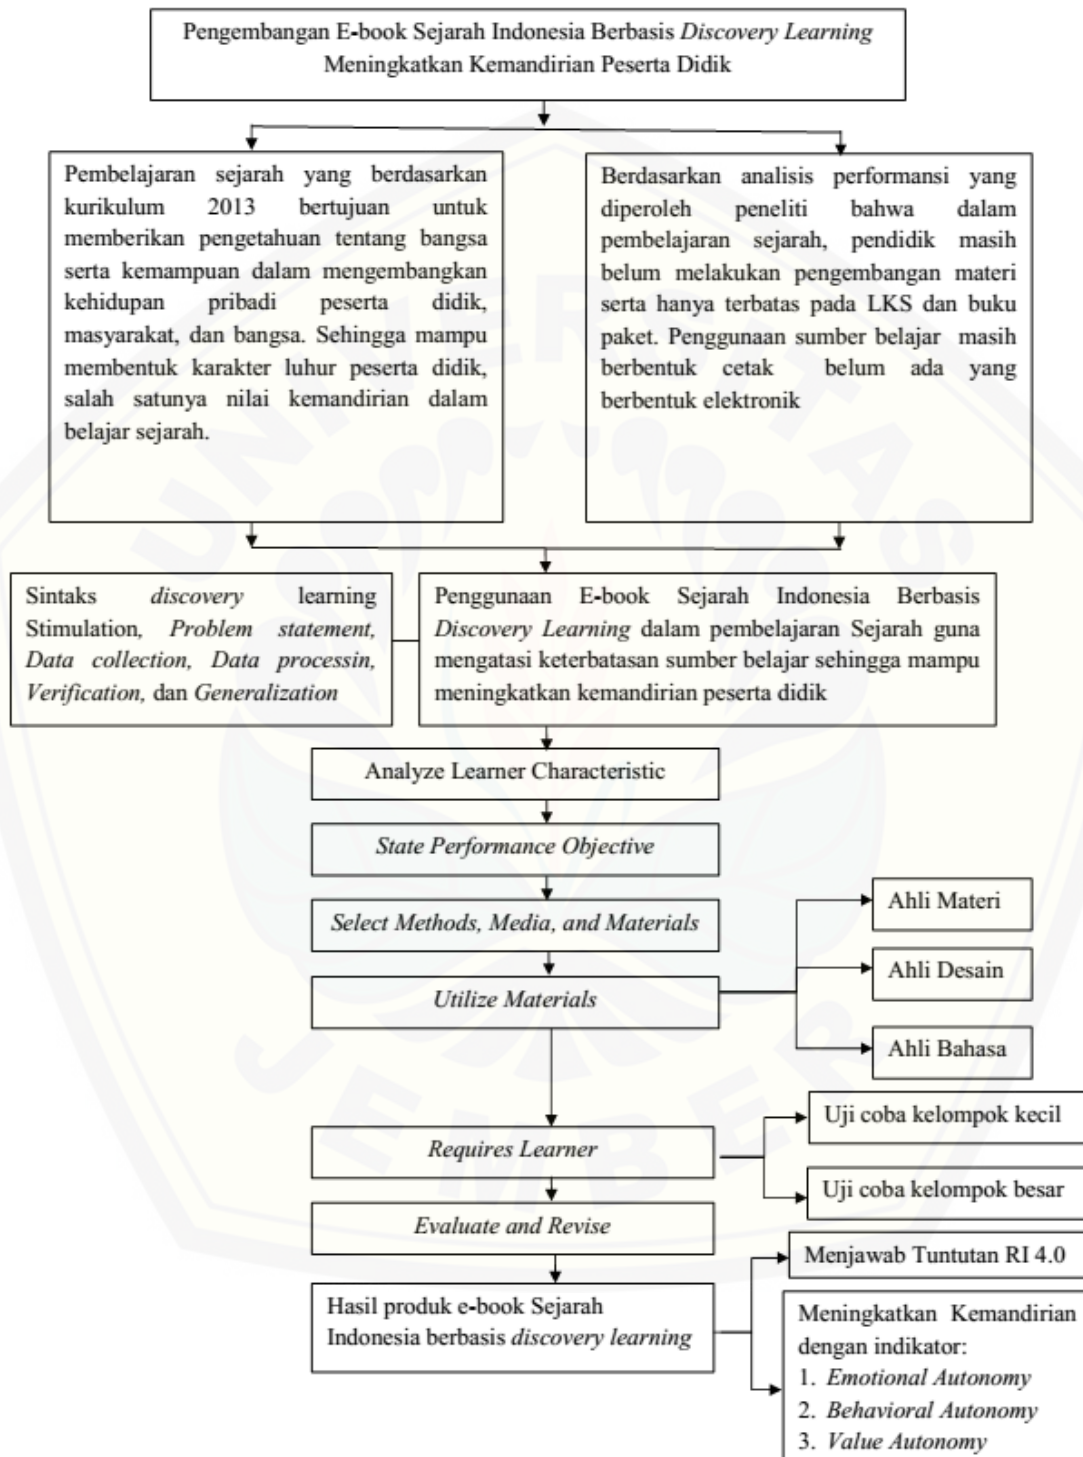 Pengembangan E-book Sejarah Indonesia Berbasis Discovery Learning
Meningkatkan Kemandirian Peserta Didik
Pembelajaran sejarah yang berdasarkan
kurikulum 2013 bertujuan untuk
memberikan pengetahuan tentang bangsa
serta kemampuan dalam mengembangkan
kehidupan pribadi peserta didik,
masyarakat, dan bangsa. Sehingga mampu
membentuk karakter luhur peserta didik,
salah satunya nilai kemandirian dalam
belajar sejarah.
Berdasarkan analisis performansi yang
diperoleh peneliti bahwa dalam
pembelajaran sejarah, pendidik masih
belum melakukan pengembangan materi
serta hanya terbatas pada LKS dan buku
paket. Penggunaan sumber belajar masih
berbentuk cetak belum ada yang
berbentuk elektronik
Sintaks discovery learning
Stimulation, Problem statement,
Data collection, Data processin,
Verification, dan Generalization
Penggunaan E-book Sejarah Indonesia Berbasis
Discovery Learning dalam pembelajaran Sejarah guna
mengatasi keterbatasan sumber belajar sehingga mampu
meningkatkan kemandirian peserta didik
Analyze Learner Characteristic
State Performance Objective
Select Methods, Media, and Materials
Utilize Materials
Ahli Materi
Ahli Desain
Ahli Bahasa
Requires Learner
Uji coba kelompok kecil
Uji coba kelompok besar
Evaluate and Revise
Hasil produk e-book Sejarah
Indonesia berbasis discovery learning
Menjawab Tuntutan RI 4.0
Meningkatkan Kemandirian
dengan indikator:
1. Emotional Autonomy
2. Behavioral Autonomy
3. Value Autonomy
UNIVERSITAS
JEMBER